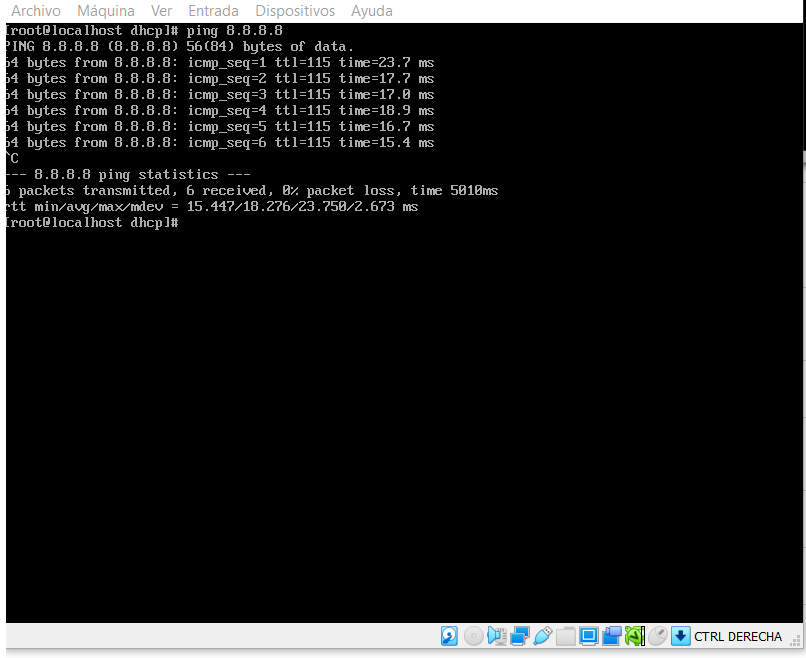 Archivo Máquina Ver Entrada Dispositivos Ayuda
[root@localhost dhcp]# ping 8.8.8.8
PING 8.8.8.8 (8.8.8.8) 56(84) bytes of data.
64 bytes from 8.8.8.8: icmp_seq=1 ttl=115 time=23.7 ms
64 bytes from 8.8.8.8: icmp_seq=2 ttl=115 time=17.7 ms
64 bytes from 8.8.8.8: icmp_seq=3 ttl=115 time=17.0 ms
64 bytes from 8.8.8.8: icmp_seq=4 ttl=115 time=18.9 ms
64 bytes from 8.8.8.8: icmp_seq=5 ttl=115 time=16.7 ms
64 bytes from 8.8.8.8: icmp_seq=6 ttl=115 time=15.4 ms
^C
--- 8.8.8.8 ping statistics ---
6 packets transmitted, 6 received, 0% packet loss, time 5010ms
rtt min/avg/max/mdev = 15.447/18.276/23.750/2.673 ms
[root@localhost dhcp]#
CTRL DERECHA